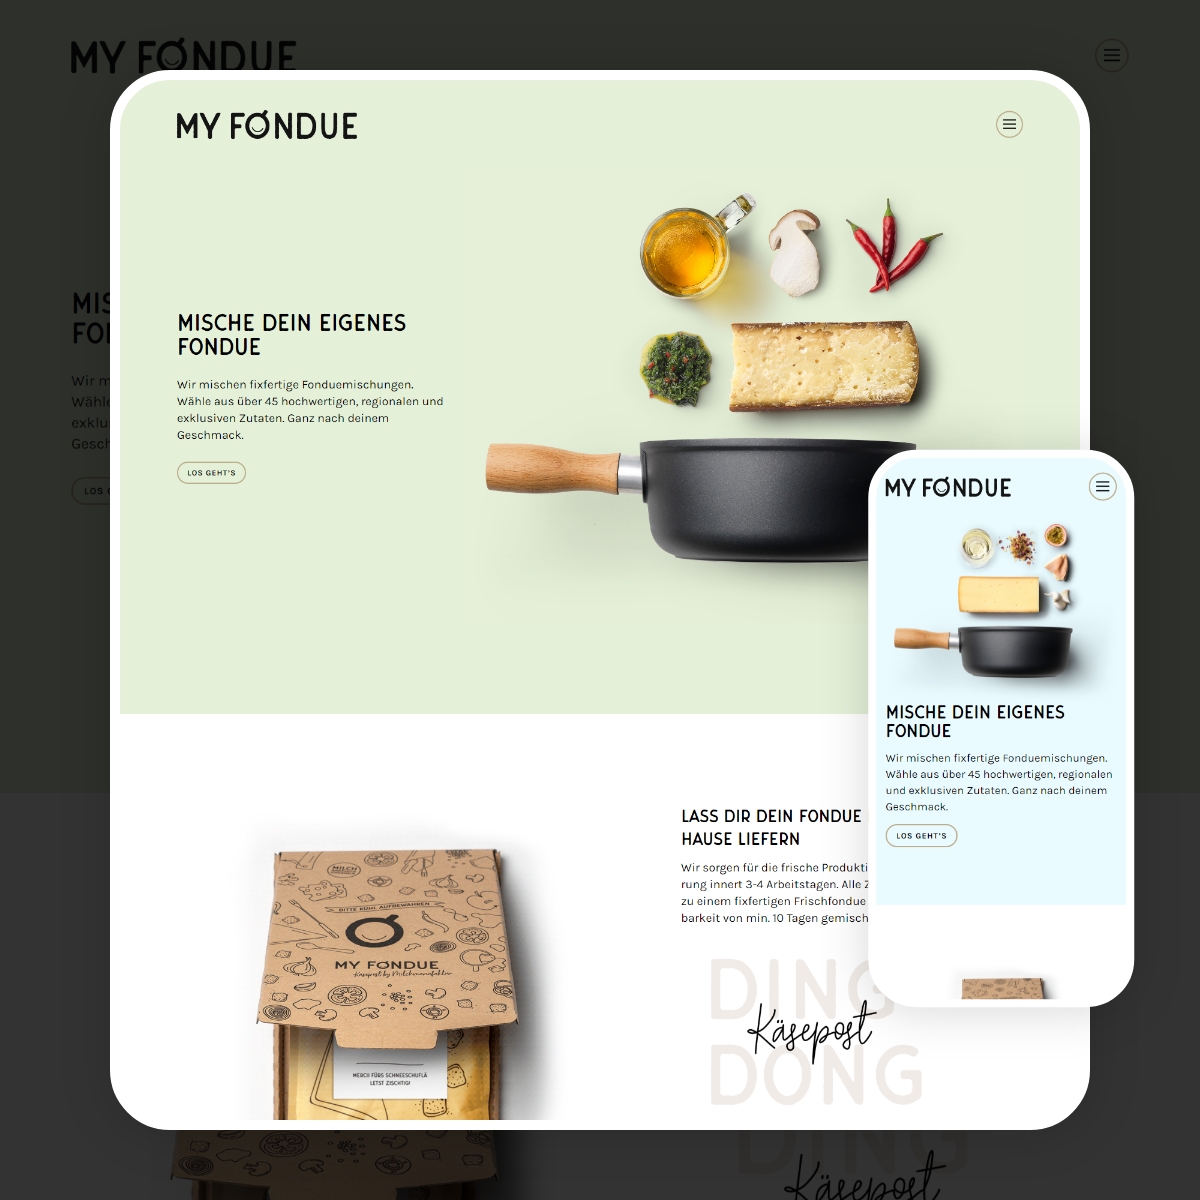 MY FONDUE
MY FONDUE
MISCHE DEIN EIGENES
FONDUE
Wir mischen fixfertige Fonduemischungen.
Wähle aus über 45 hochwertigen, regionalen und
exklusiven Zutaten. Ganz nach deinem
Geschmack.
LOS GEHT'S
MY FONDUE
MISCHE DEIN EIGENES
FONDUE
Wir mischen fixfertige Fonduemischungen.
Wähle aus über 45 hochwertigen, regionalen
und exklusiven Zutaten. Ganz nach deinem
Geschmack.
LOS GEHT'S
LASS DIR DEIN FONDUE
HAUSE LIEFERN
Wir sorgen für die frische Produkti
rung innert 3-4 Arbeitstagen. Alle Z
zu einem fixfertigen Frischfondue
barkeit von min. 10 Tagen gemisch
DING
Käsepost
DONG
MILCH
BITTE KÜHL AUFBEWAHREN
MY FONDUE
Käsepost by Milchmanufaktur
MERCII FÜRS SCHNEESCHUFLÄ
LETST ZISCHTIG!
MIS
FO
Wir m
Wähle
exklu
Gesch
LOS
DING
Käsepost